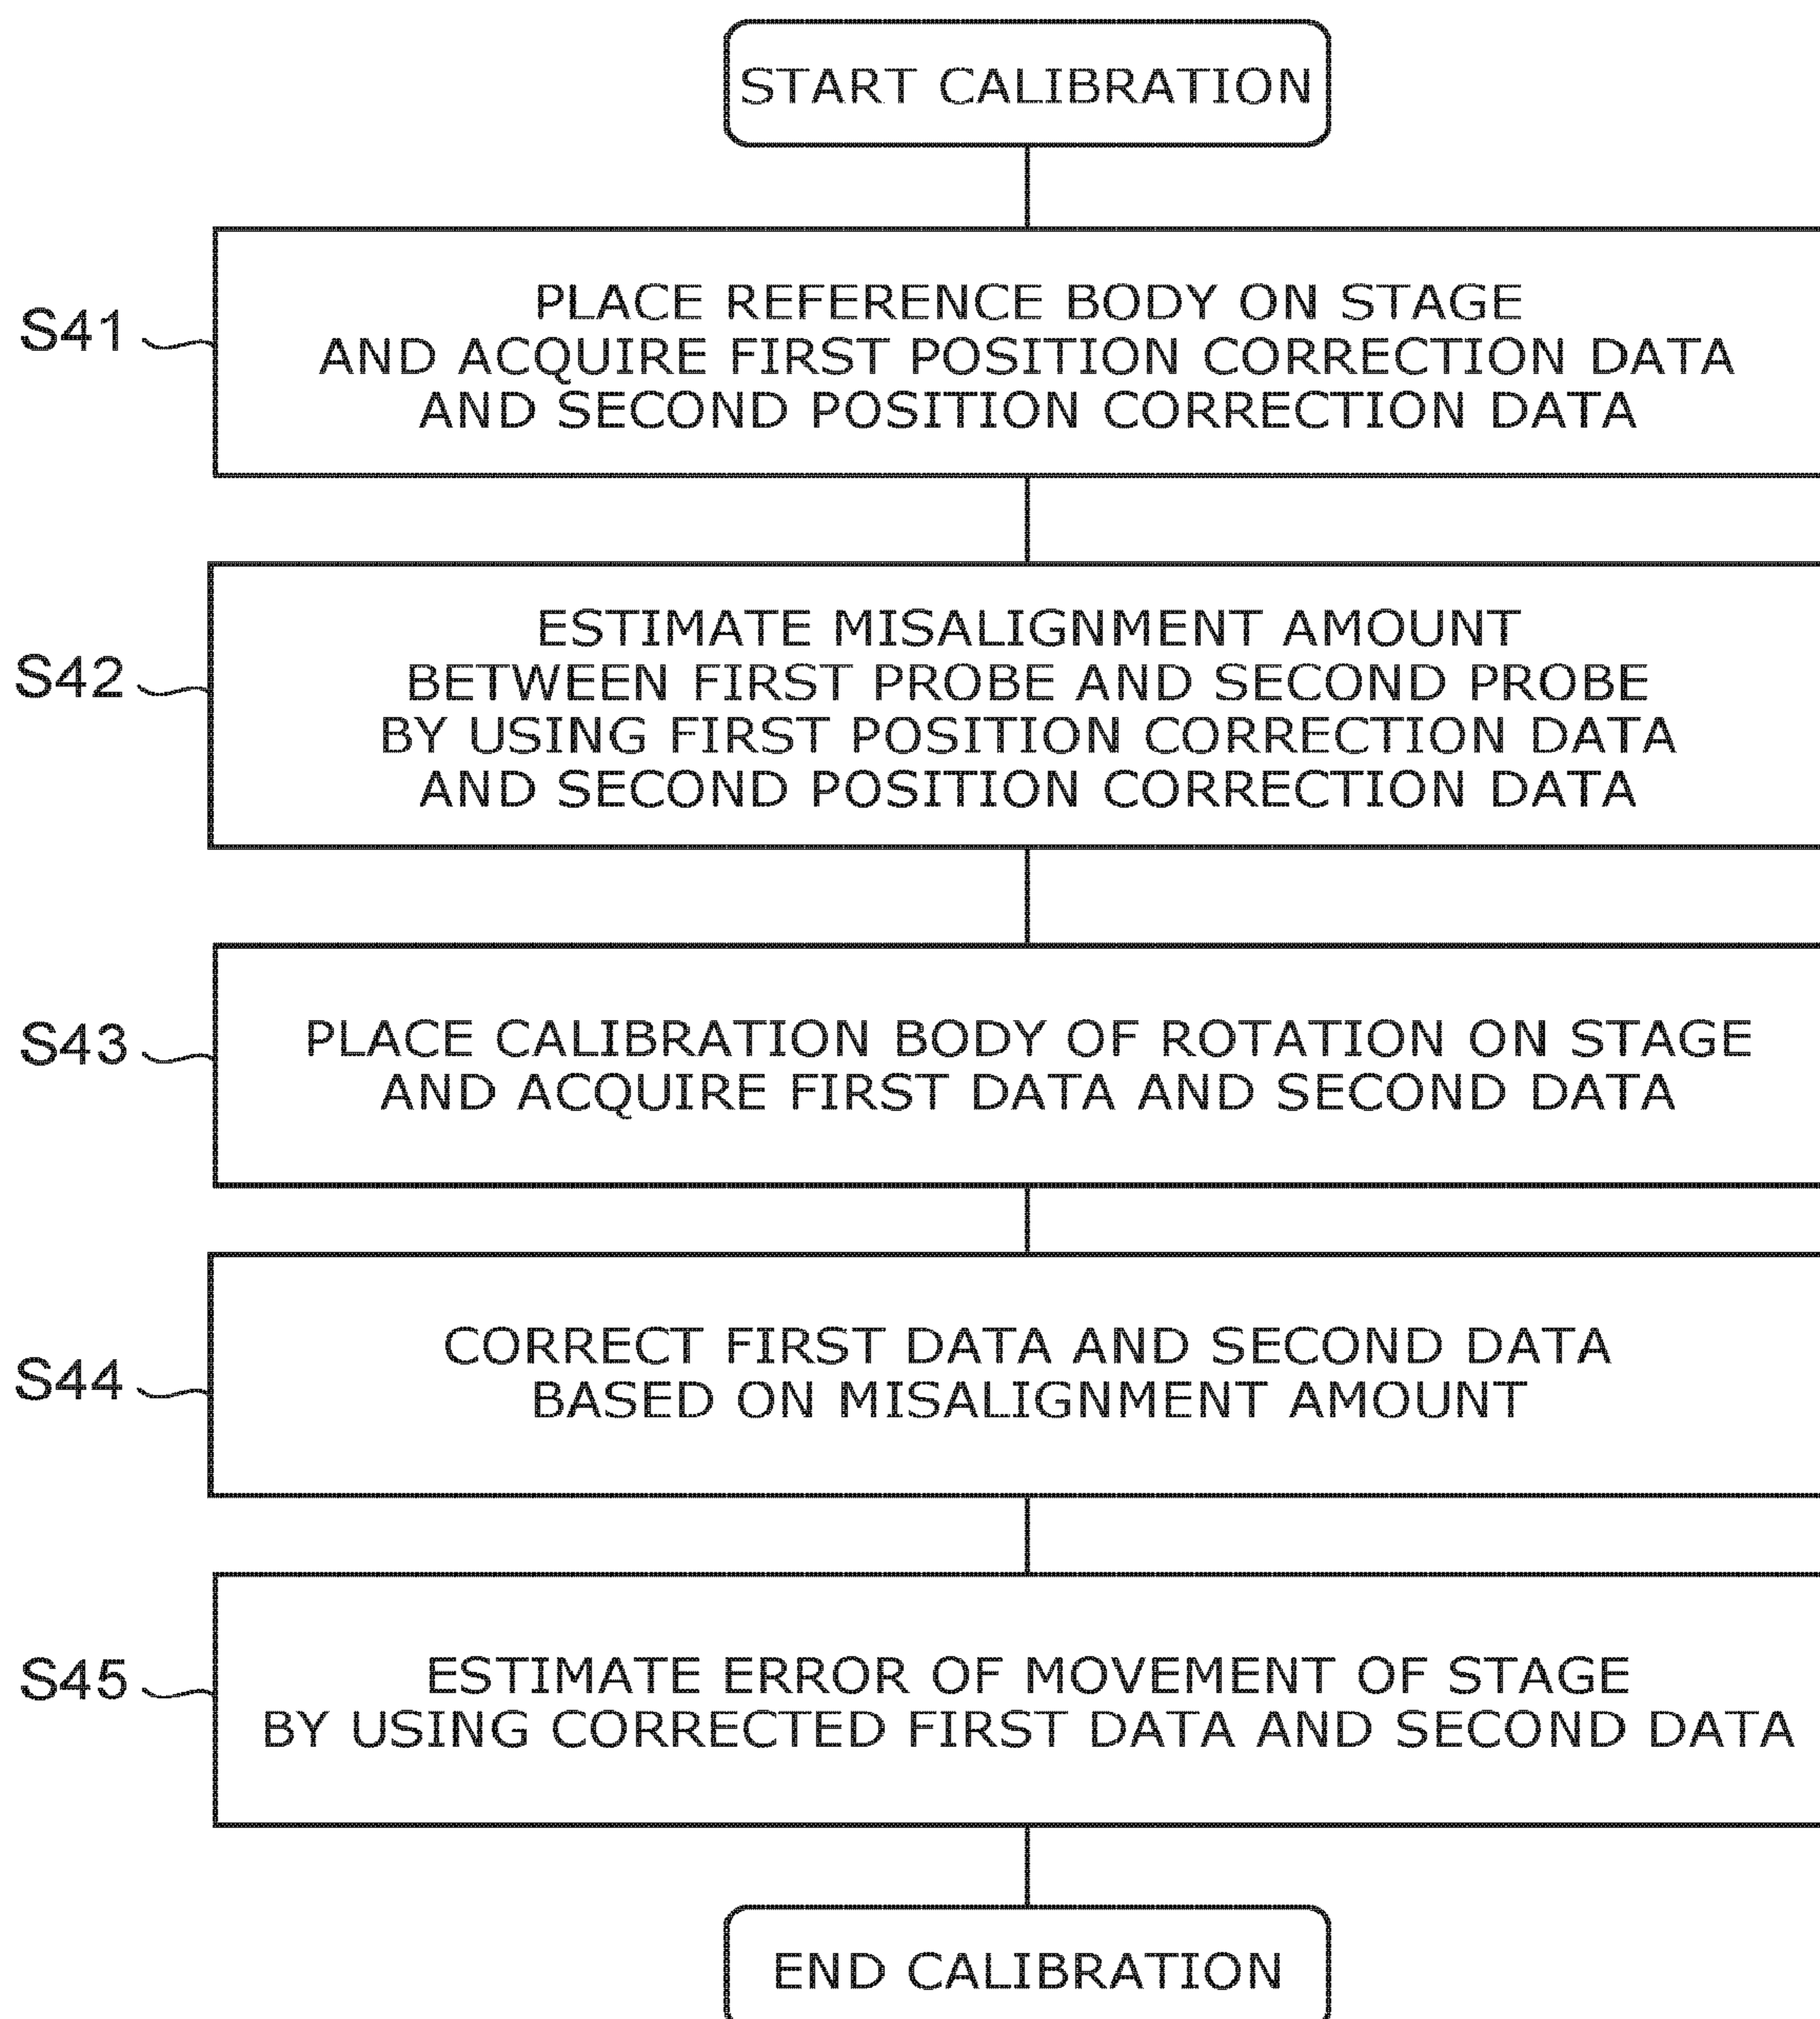 START CALIBRATION
S41
PLACE REFERENCE BODY ON STAGE
AND ACQUIRE FIRST POSITION CORRECTION DATA
AND SECOND POSITION CORRECTION DATA
S42
ESTIMATE MISALIGNMENT AMOUNT
BETWEEN FIRST PROBE AND SECOND PROBE
BY USING FIRST POSITION CORRECTION DATA
AND SECOND POSITION CORRECTION DATA
S43
PLACE CALIBRATION BODY OF ROTATION ON STAGE
AND ACQUIRE FIRST DATA AND SECOND DATA
S44
CORRECT FIRST DATA AND SECOND DATA
BASED ON MISALIGNMENT AMOUNT
S45
ESTIMATE ERROR OF MOVEMENT OF STAGE
BY USING CORRECTED FIRST DATA AND SECOND DATA
END CALIBRATION